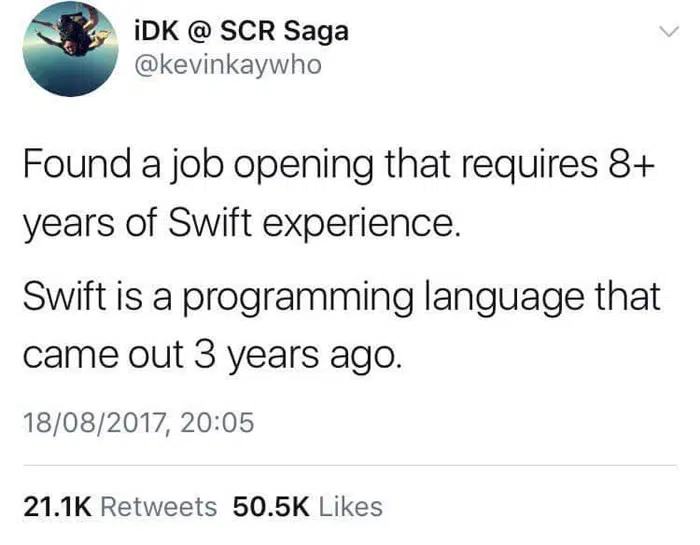 iDK @ SCR Saga
@kevinkaywho
Found a job opening that requires 8+
years of Swift experience.
Swift is a programming language that
came out 3 years ago.
18/08/2017, 20:05
21.1K Retweets 50.5K Likes